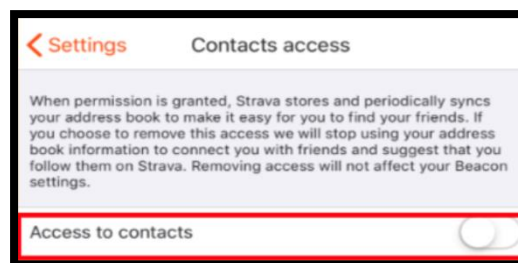 Settings Contacts access
When permission is granted, Strava stores and periodically syncs
your address book to make it easy for you to find your friends. If
you choose to remove this access we will stop using your address
book information to connect you with friends and suggest that you
follow them on Strava. Removing access will not affect your Beacon
settings.
Access to contacts